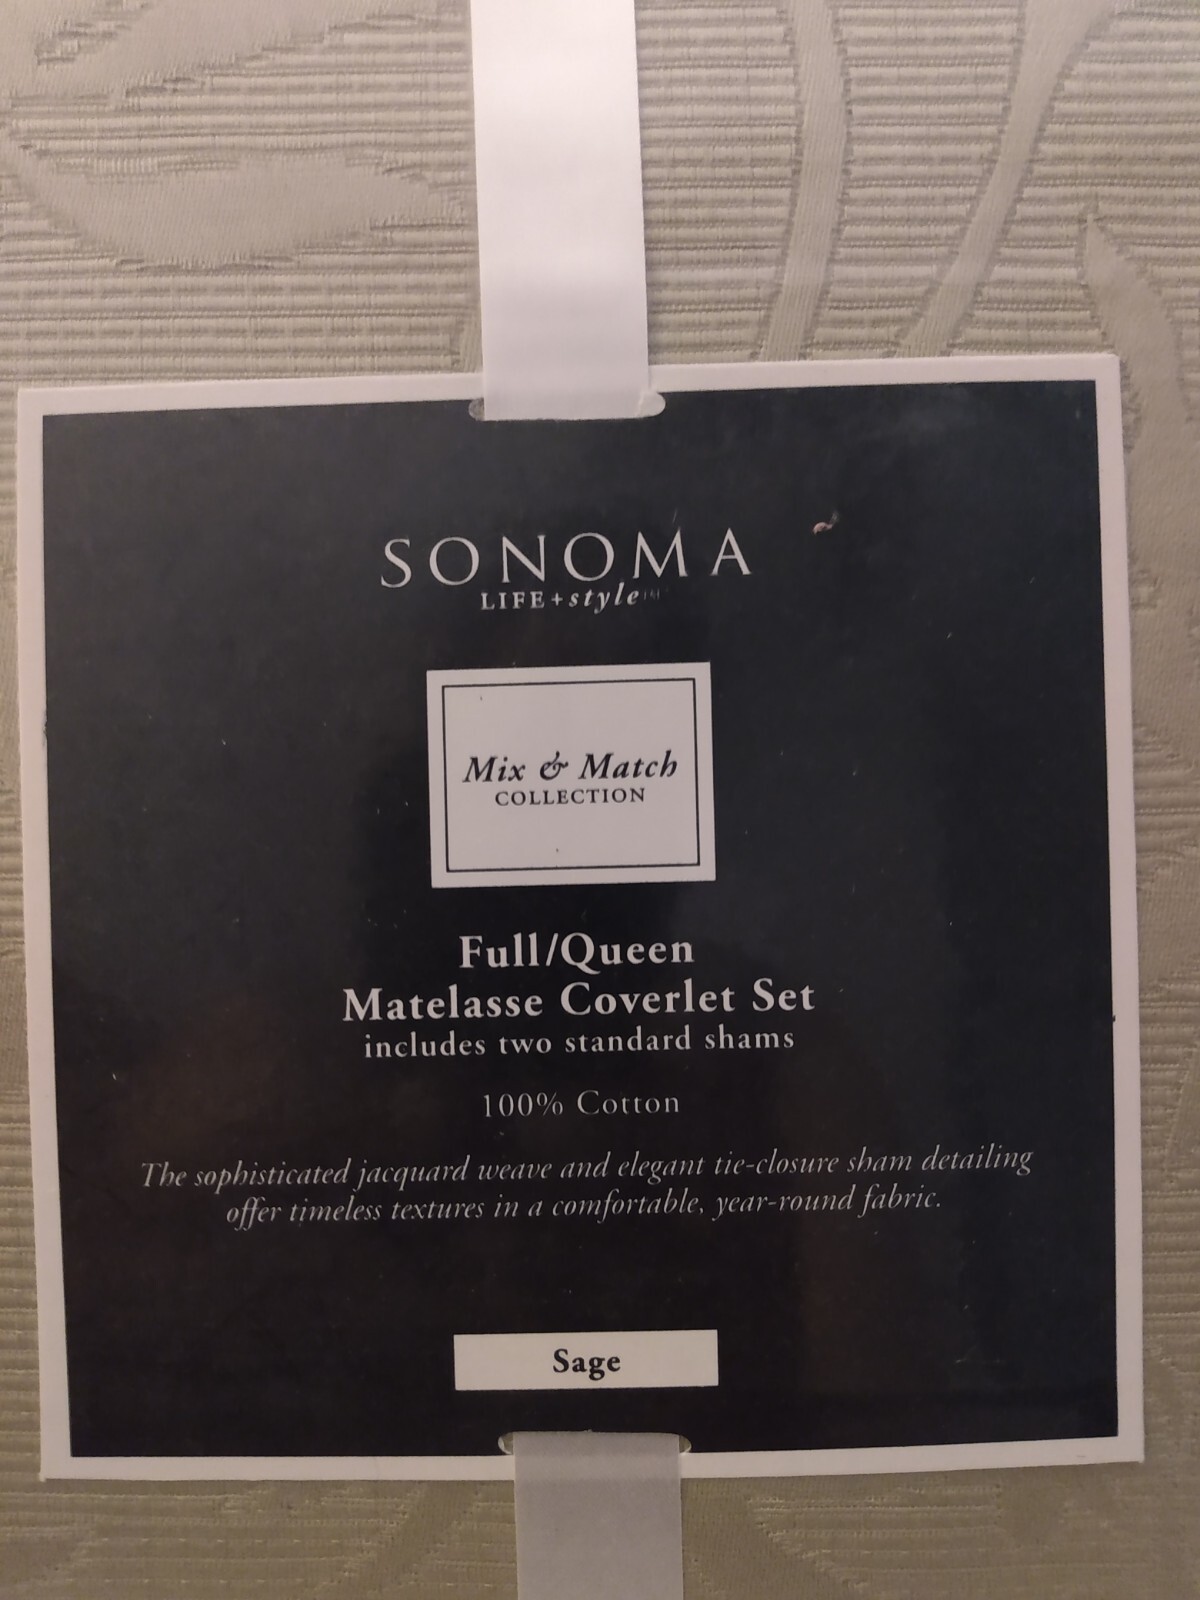 SONOMA
LIFE+style™
Mix & Match
COLLECTION
Full/Queen
Matelasse Coverlet Set
includes two standard shams
100% Cotton
The sophisticated jacquard weave and elegant tie-closure sham detailing
offer timeless textures in a comfortable, year-round fabric.
Sage